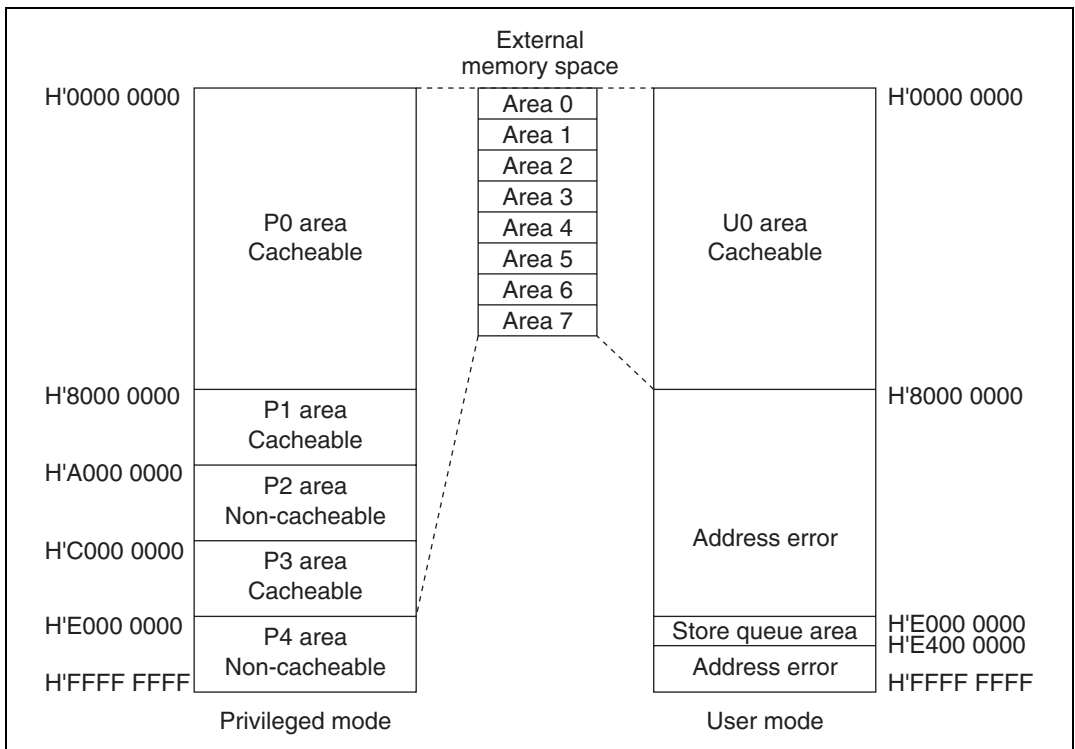 External
memory space
H'0000 0000
P0 area
Cacheable
H'8000 0000
P1 area
Cacheable
H'A000 0000
P2 area
Non-cacheable
H'C000 0000
P3 area
Cacheable
H'E000 0000
P4 area
Non-cacheable
H'FFFF FFFF
Privileged mode
Area 0
Area 1
Area 2
Area 3
Area 4
Area 5
Area 6
Area 7
H'0000 0000
U0 area
Cacheable
H'8000 0000
Address error
Store queue area
H'E000 0000
H'E400 0000
Address error
H'FFFF FFFF
User mode